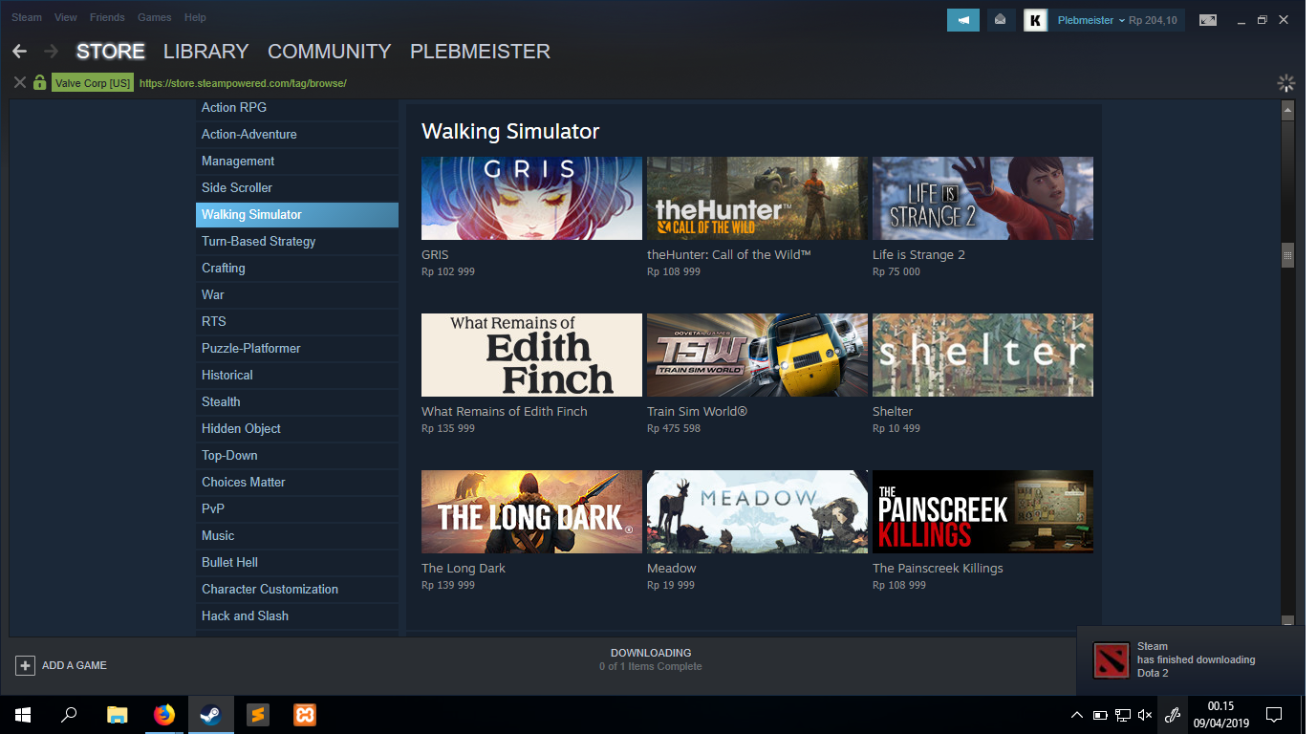 Steam View Friends Games Help
K Plebmeister Rp 204,10
STORE LIBRARY COMMUNITY PLEBMEISTER
Valve Corp [US] https://store.steampowered.com/tag/browse/
Action RPG
Action-Adventure
Management
Side Scroller
Walking Simulator
Turn-Based Strategy
Crafting
War
RTS
Puzzle-Platformer
Historical
Stealth
Hidden Object
Top-Down
Choices Matter
PvP
Music
Bullet Hell
Character Customization
Hack and Slash
Walking Simulator
GRIS
theHunter™
CALL OF THE WILD
LIFE IS
STRANGE 2
GRIS
Rp 102 999
theHunter: Call of the Wild™
Rp 108 999
Life is Strange 2
Rp 75 000
What Remains of
Edith
Finch
DOVETAIL GAMES
TSW
TRAIN SIM WORLD
shelter
What Remains of Edith Finch
Rp 135 999
Train Sim World®
Rp 475 598
Shelter
Rp 10 499
THE LONG DARK®
MEADOW
THE
PAINSCREEK
KILLINGS
The Long Dark
Rp 139 999
Meadow
Rp 19 999
The Painscreek Killings
Rp 108 999
ADD A GAME
DOWNLOADING
0 of 1 Items Complete
Steam
has finished downloading
Dota 2
00.15
09/04/2019